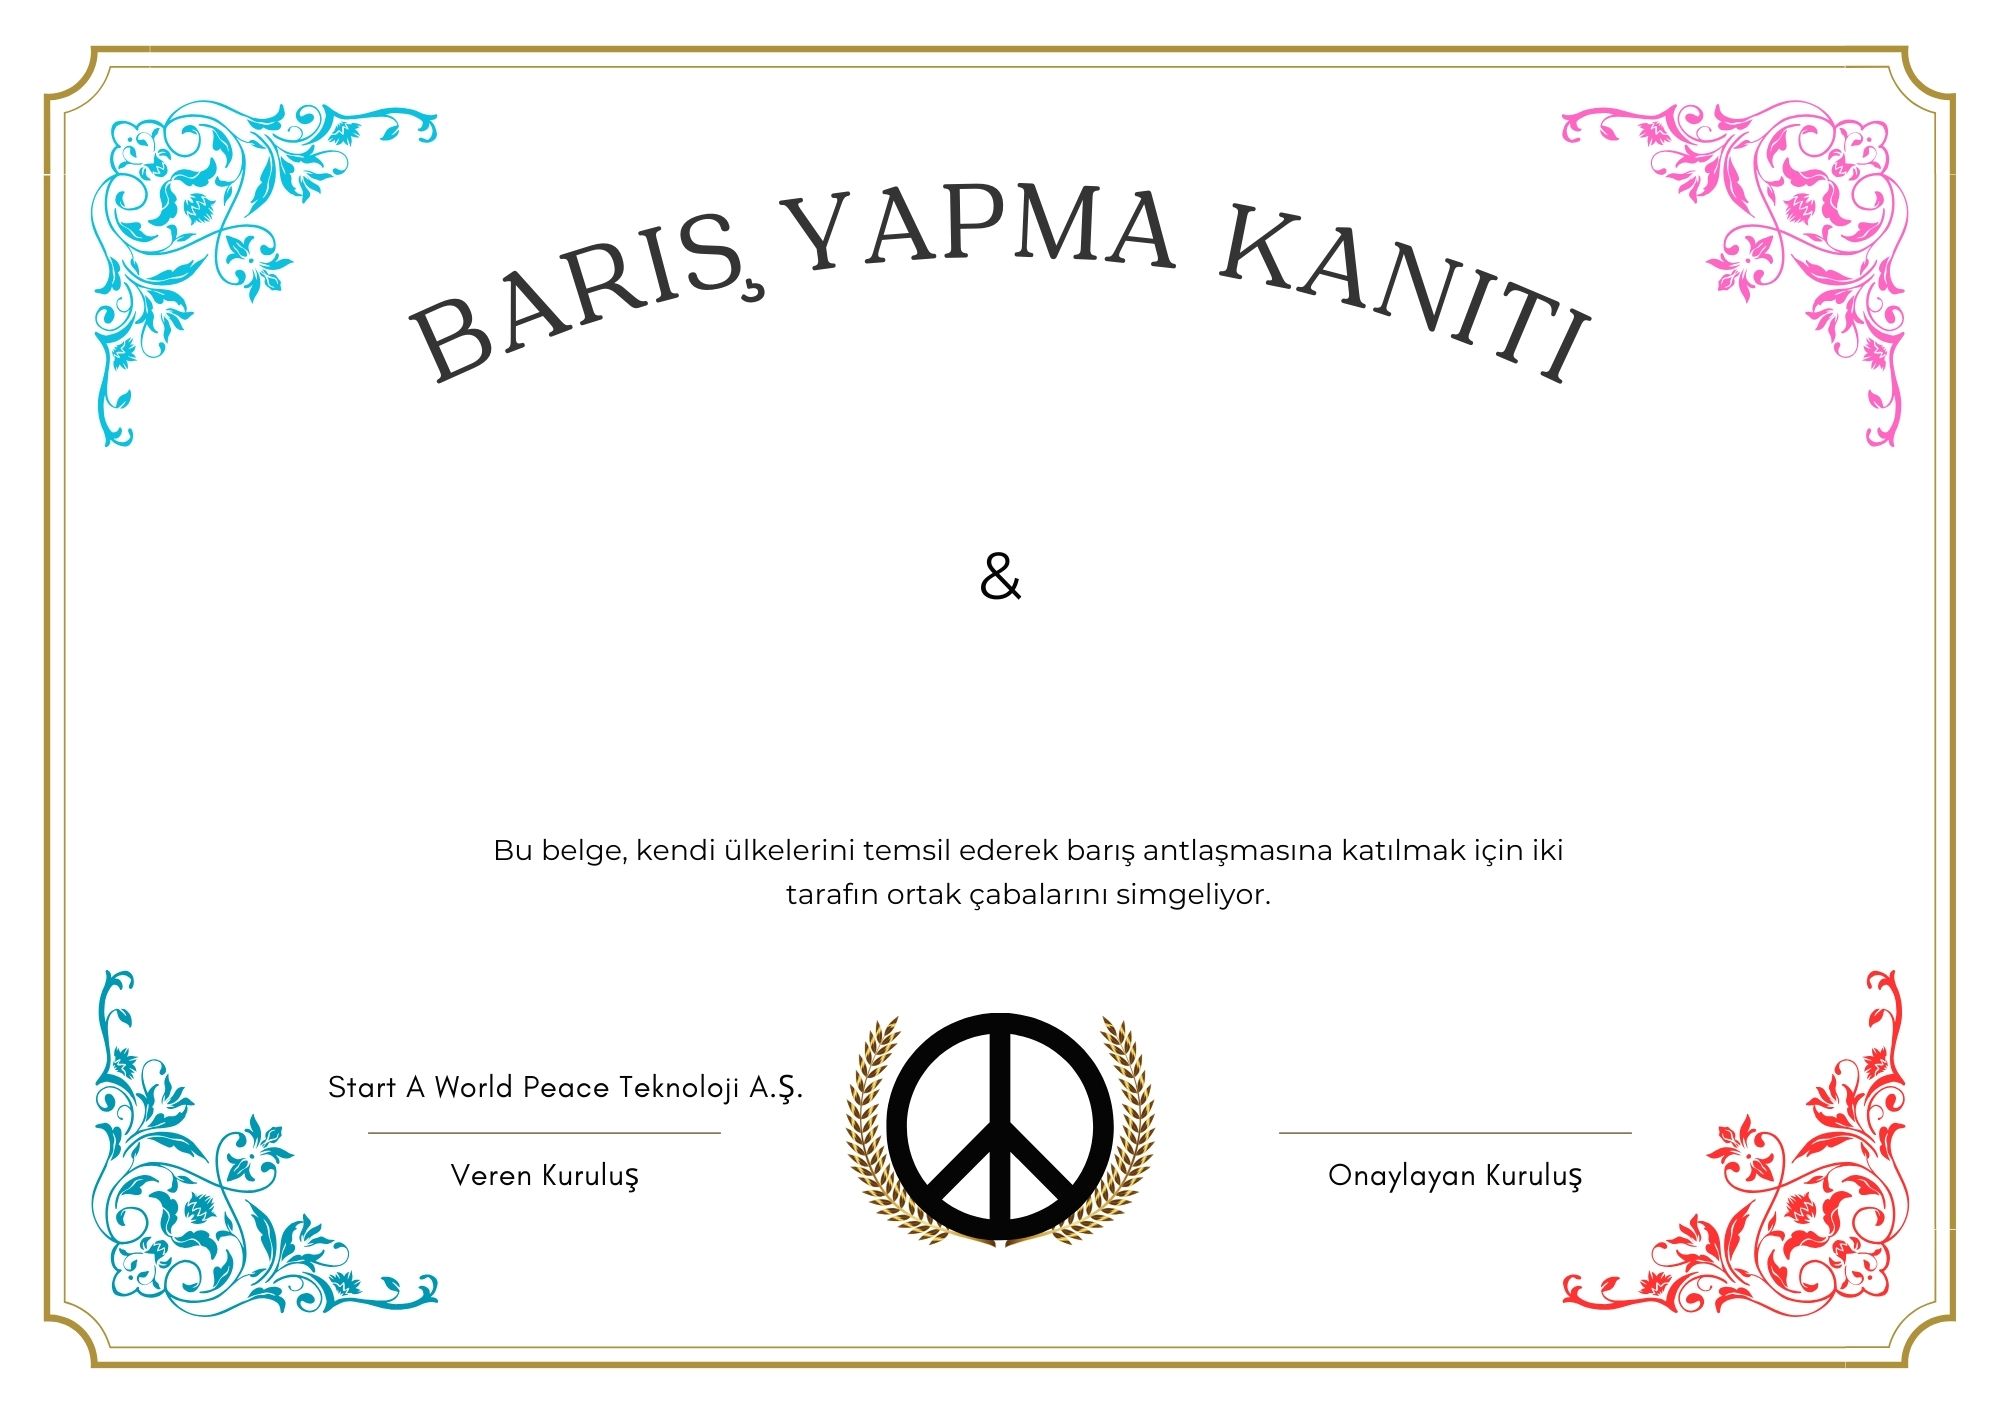 BARIŞ YAPMA KANITI
&
Bu belge, kendi ülkelerini temsil ederek barış antlaşmasına katılmak için iki
tarafın ortak çabalarını simgeliyor.
Start A World Peace Teknoloji A.Ş.
Veren Kuruluş
Onaylayan Kuruluş